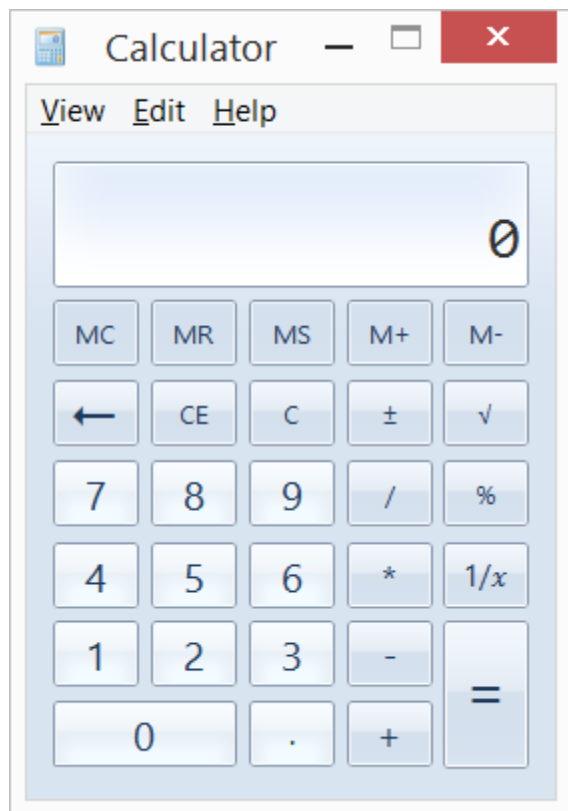 Calculator
View Edit Help
0
MC MR MS M+ M-
← CE C ± √
7 8 9 / %
4 5 6 * 1/x
1 2 3 -
=
0 . +